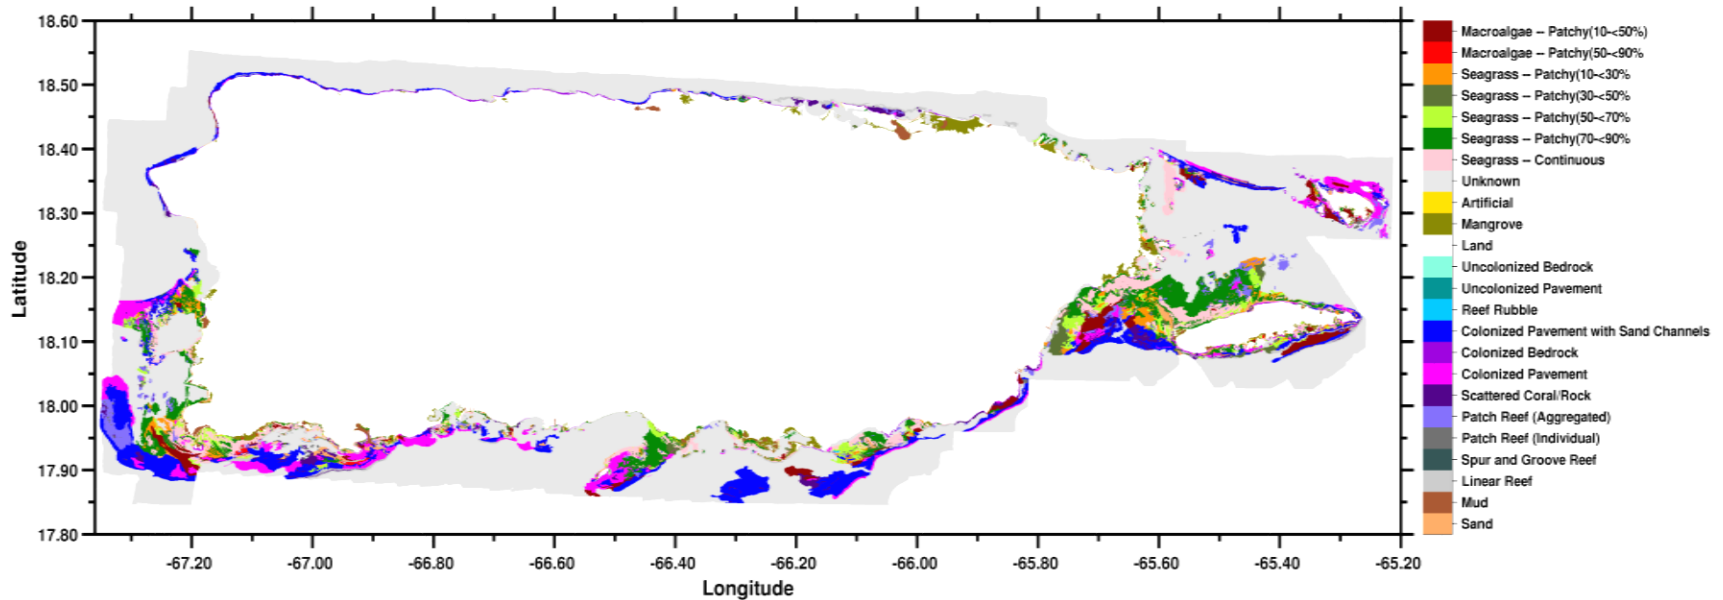 18.60
18.50
18.40
18.30
18.20
18.10
18.00
17.90
17.80
Latitude
-67.20
-67.00
-66.80
-66.60
-66.40
-66.20
-66.00
-65.80
-65.60
-65.40
-65.20
Longitude
Macroalgae – Patchy(10-<50%)
Macroalgae – Patchy(50-<90%
Seagrass – Patchy(10-<30%
Seagrass – Patchy(30-<50%
Seagrass – Patchy(50-<70%
Seagrass – Patchy(70-<90%
Seagrass – Continuous
Unknown
Artificial
Mangrove
Land
Uncolonized Bedrock
Uncolonized Pavement
Reef Rubble
Colonized Pavement with Sand Channels
Colonized Bedrock
Colonized Pavement
Scattered Coral/Rock
Patch Reef (Aggregated)
Patch Reef (Individual)
Spur and Groove Reef
Linear Reef
Mud
Sand